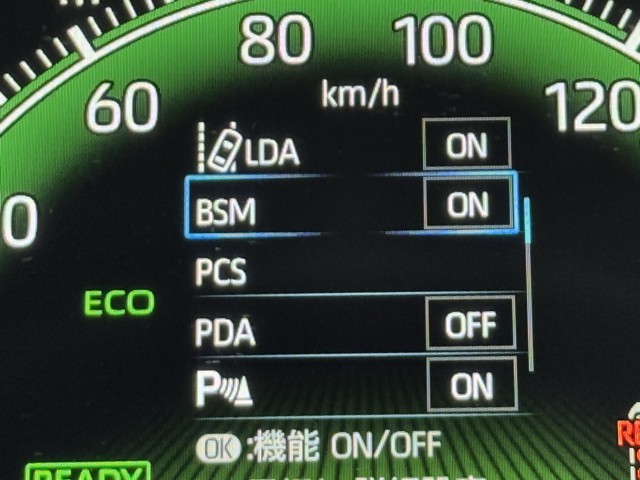 80 100
60 km/h 120
LDA ON
BSM ON
0
PCS
ECO
PDA OFF
P ON
OK :機能 ON/OFF
READY